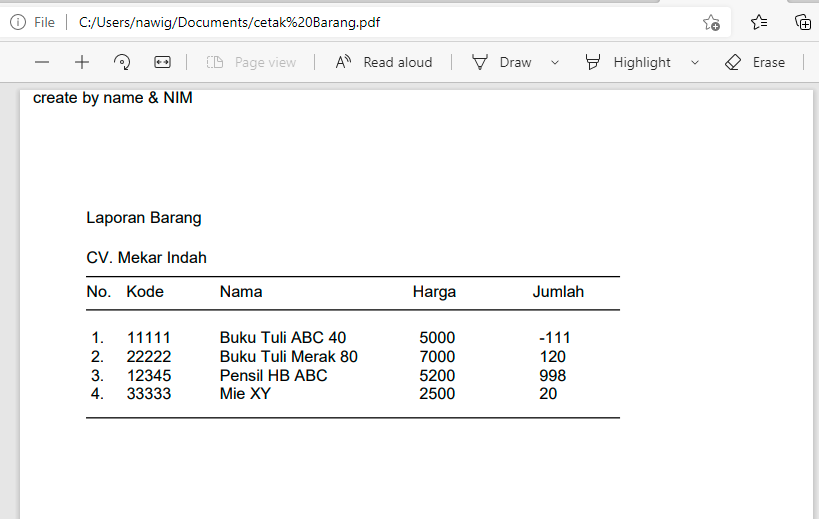 File C:/Users/nawig/Documents/cetak%20Barang.pdf
Page view Read aloud Draw Highlight Erase
create by name & NIM
Laporan Barang
CV. Mekar Indah
No. Kode Nama Harga Jumlah
1. 11111 Buku Tuli ABC 40 5000 -111
2. 22222 Buku Tuli Merak 80 7000 120
3. 12345 Pensil HB ABC 5200 998
4. 33333 Mie XY 2500 20